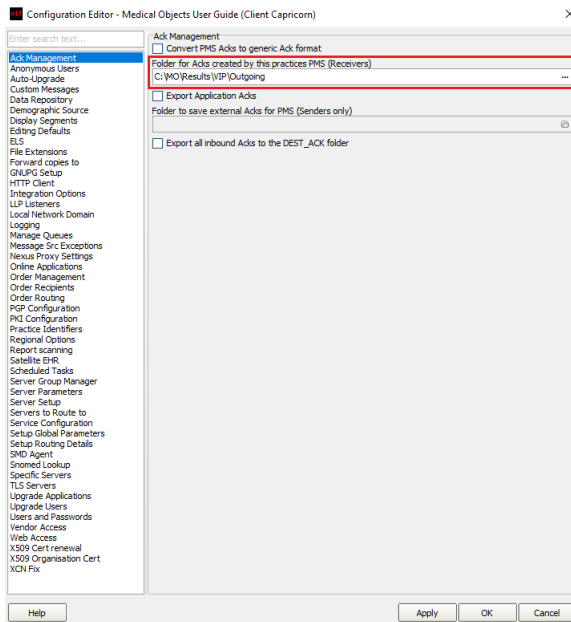 Configuration Editor - Medical Objects User Guide (Client Capricorn)
Enter search text...
Ack Management
Anonymous Users
Auto-Upgrade
Custom Messages
Data Repository
Demographic Source
Display Segments
Editing Defaults
ELS
File Extensions
Forward copies to
GNUPG Setup
HTTP Client
Integration Options
LLP Listeners
Local Network Domain
Logging
Manage Queues
Message Src Exceptions
Nexus Proxy Settings
Online Applications
Order Management
Order Recipients
Order Routing
PGP Configuration
PKI Configuration
Practice Identifiers
Regional Options
Report scanning
Satellite EHR
Scheduled Tasks
Server Group Manager
Server Parameters
Server Setup
Servers to Route to
Service Configuration
Setup Global Parameters
Setup Routing Details
SMD Agent
Snomed Lookup
Specific Servers
TLS Servers
Upgrade Applications
Upgrade Users
Users and Passwords
Vendor Access
Web Access
X509 Cert renewal
X509 Organisation Cert
XCN Fix
Ack Management
Convert PMS Acks to generic Ack format
Folder for Acks created by this practices PMS (Receivers)
C:\MO\Results\VIP\Outgoing
...
Export Application Acks
Folder to save external Acks for PMS (Senders only)
Export all inbound Acks to the DEST_ACK folder
Help
Apply
OK
Cancel